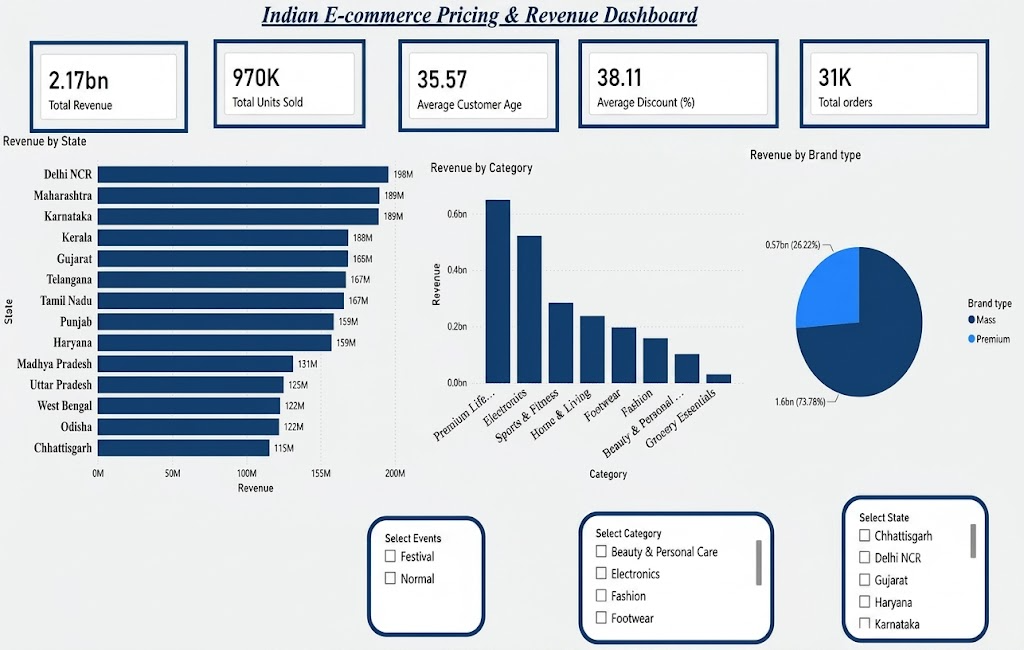 Indian E-commerce Pricing & Revenue Dashboard
2.17bn
Total Revenue
970K
Total Units Sold
35.57
Average Customer Age
38.11
Average Discount (%)
31K
Total orders
Revenue by State
State
Delhi NCR 198M
Maharashtra 189M
Karnataka 189M
Kerala 188M
Gujarat 165M
Telangana 167M
Tamil Nadu 167M
Punjab 159M
Haryana 159M
Madhya Pradesh 131M
Uttar Pradesh 125M
West Bengal 122M
Odisha 122M
Chhattisgarh 115M
0M 50M 100M 155M 200M
Revenue
Revenue by Category
Revenue
0.6bn
0.4bn
0.2bn
0.0bn
Premium Life...
Electronics
Sports & Fitness
Home & Living
Footwear
Fashion
Beauty & Personal ...
Grocery Essentials
Category
Revenue by Brand type
0.57bn (26.22%)
1.6bn (73.78%)
Brand type
Mass
Premium
Select Events
Festival
Normal
Select Category
Beauty & Personal Care
Electronics
Fashion
Footwear
Select State
Chhattisgarh
Delhi NCR
Gujarat
Haryana
Karnataka